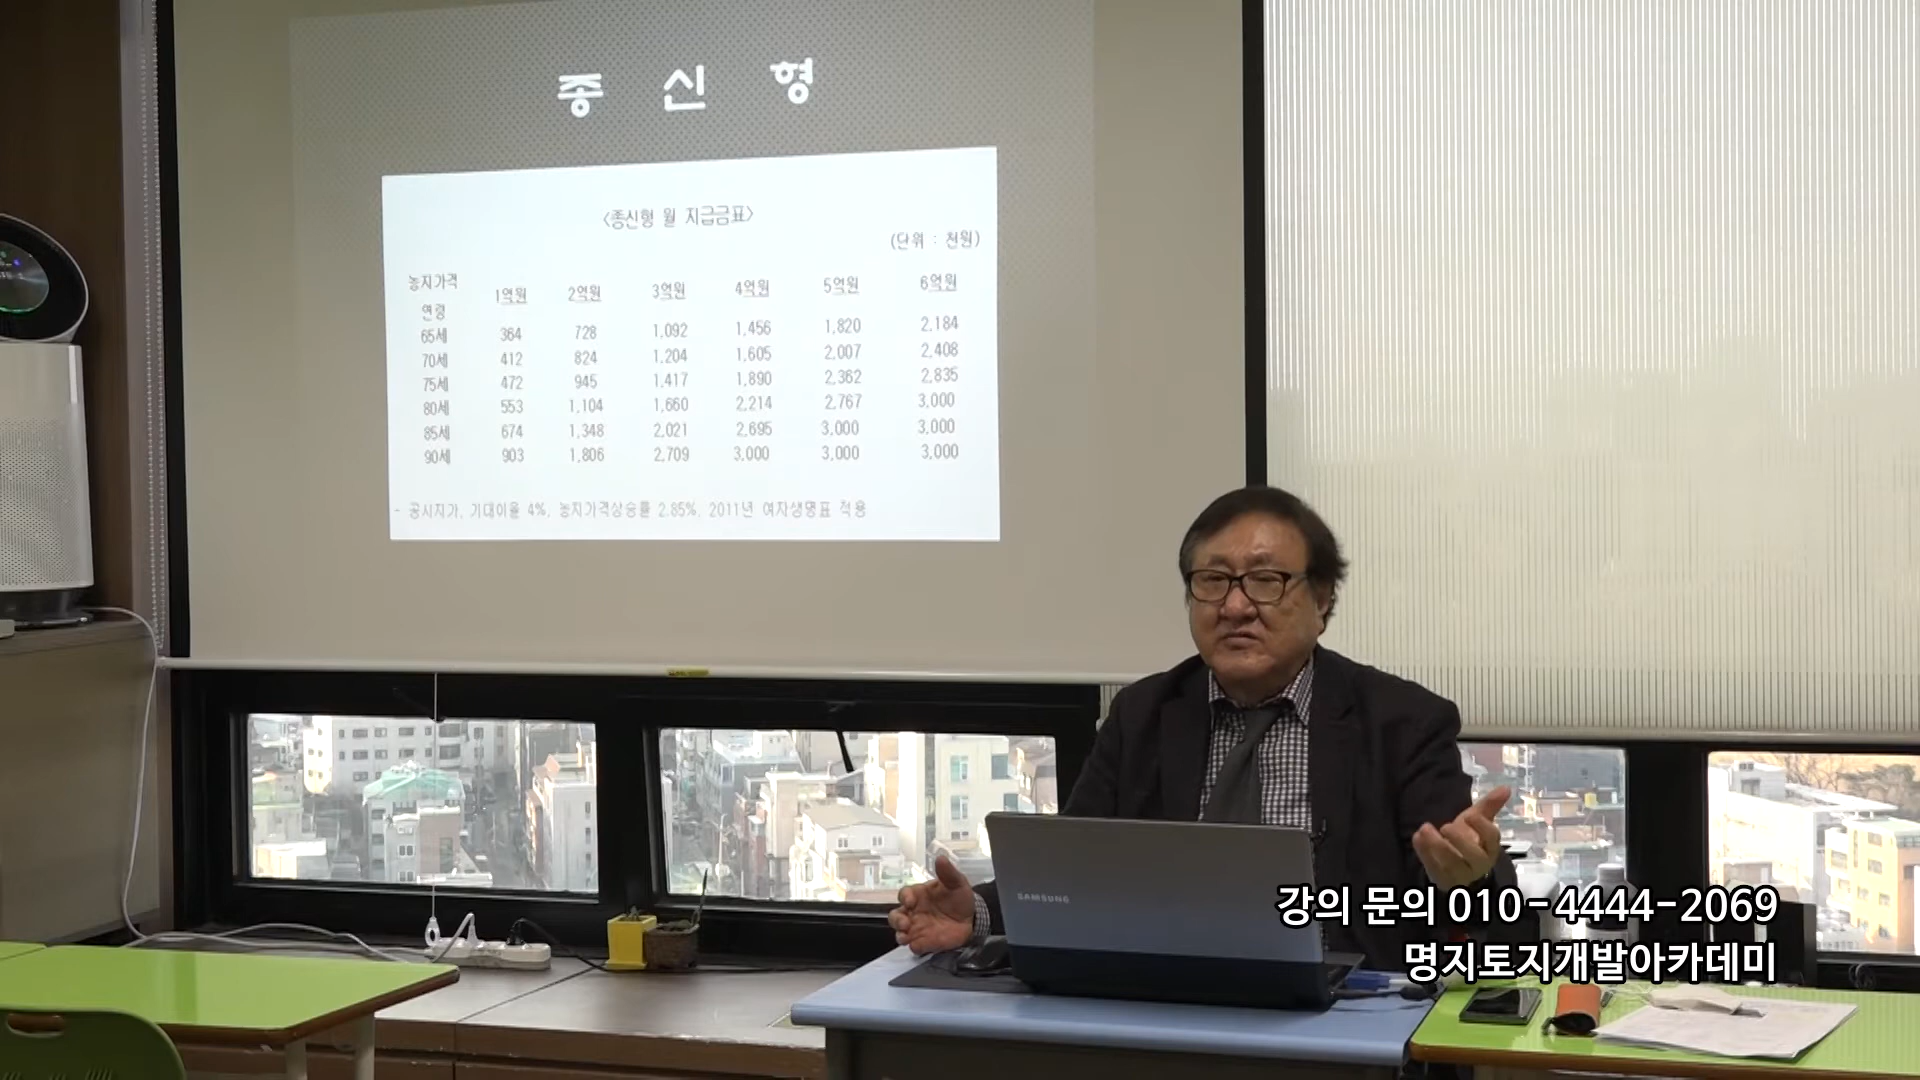 종 신 형
<종신형 월 지급금표>
(단위 : 천원)
농지가격 1억원 2억원 3억원 4억원 5억원 6억원
연령
65세 364 728 1,092 1,456 1,820 2,184
70세 412 824 1,204 1,605 2,007 2,408
75세 472 945 1,417 1,890 2,362 2,835
80세 553 1,104 1,660 2,214 2,767 3,000
85세 674 1,348 2,021 2,695 3,000 3,000
90세 903 1,806 2,709 3,000 3,000 3,000
- 공시지가, 기대이율 4%, 농지가격상승률 2.85%, 2011년 여자생명표 적용
SAMSUNG
강의 문의 010-4444-2069
명지토지개발아카데미